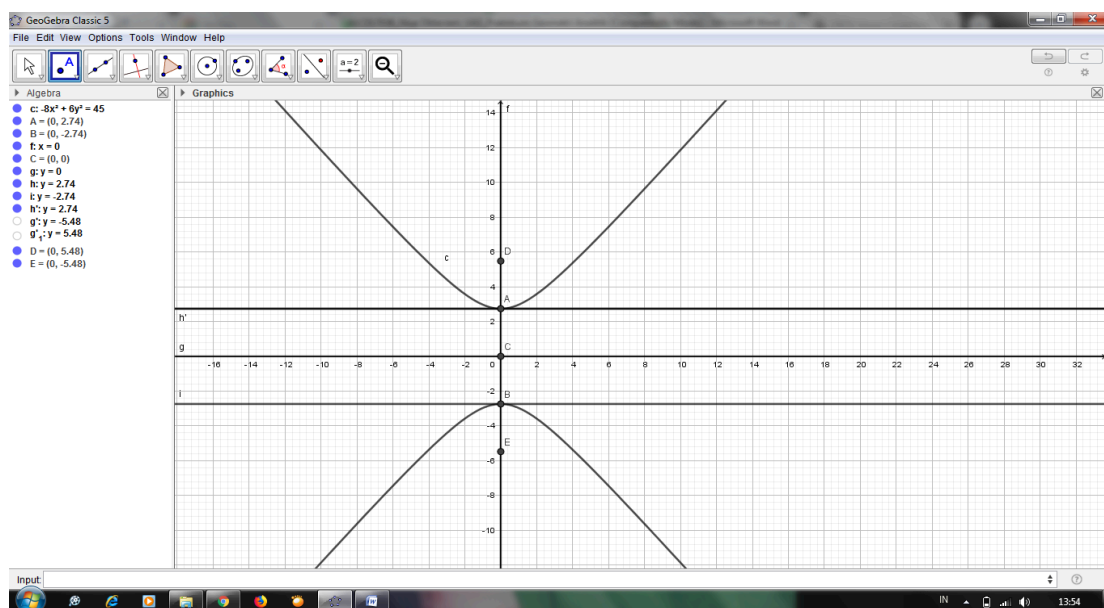 GeoGebra Classic 5
File Edit View Options Tools Window Help
A
a=2
Algebra
Graphics
c: -8x² + 6y² = 45
A = (0, 2.74)
B = (0, -2.74)
f: x = 0
C = (0, 0)
g: y = 0
h: y = 2.74
i: y = -2.74
h': y = 2.74
g': y = -5.48
g'₁: y = 5.48
D = (0, 5.48)
E = (0, -5.48)
14 f
12
10
8
6 D
c
4
A
2
h'
g C
-16 -14 -12 -10 -8 -6 -4 -2 0 2 4 6 8 10 12 14 16 18 20 22 24 26 28 30 32
-2
i B
-4
E
-6
-8
-10
Input:
IN 13:54